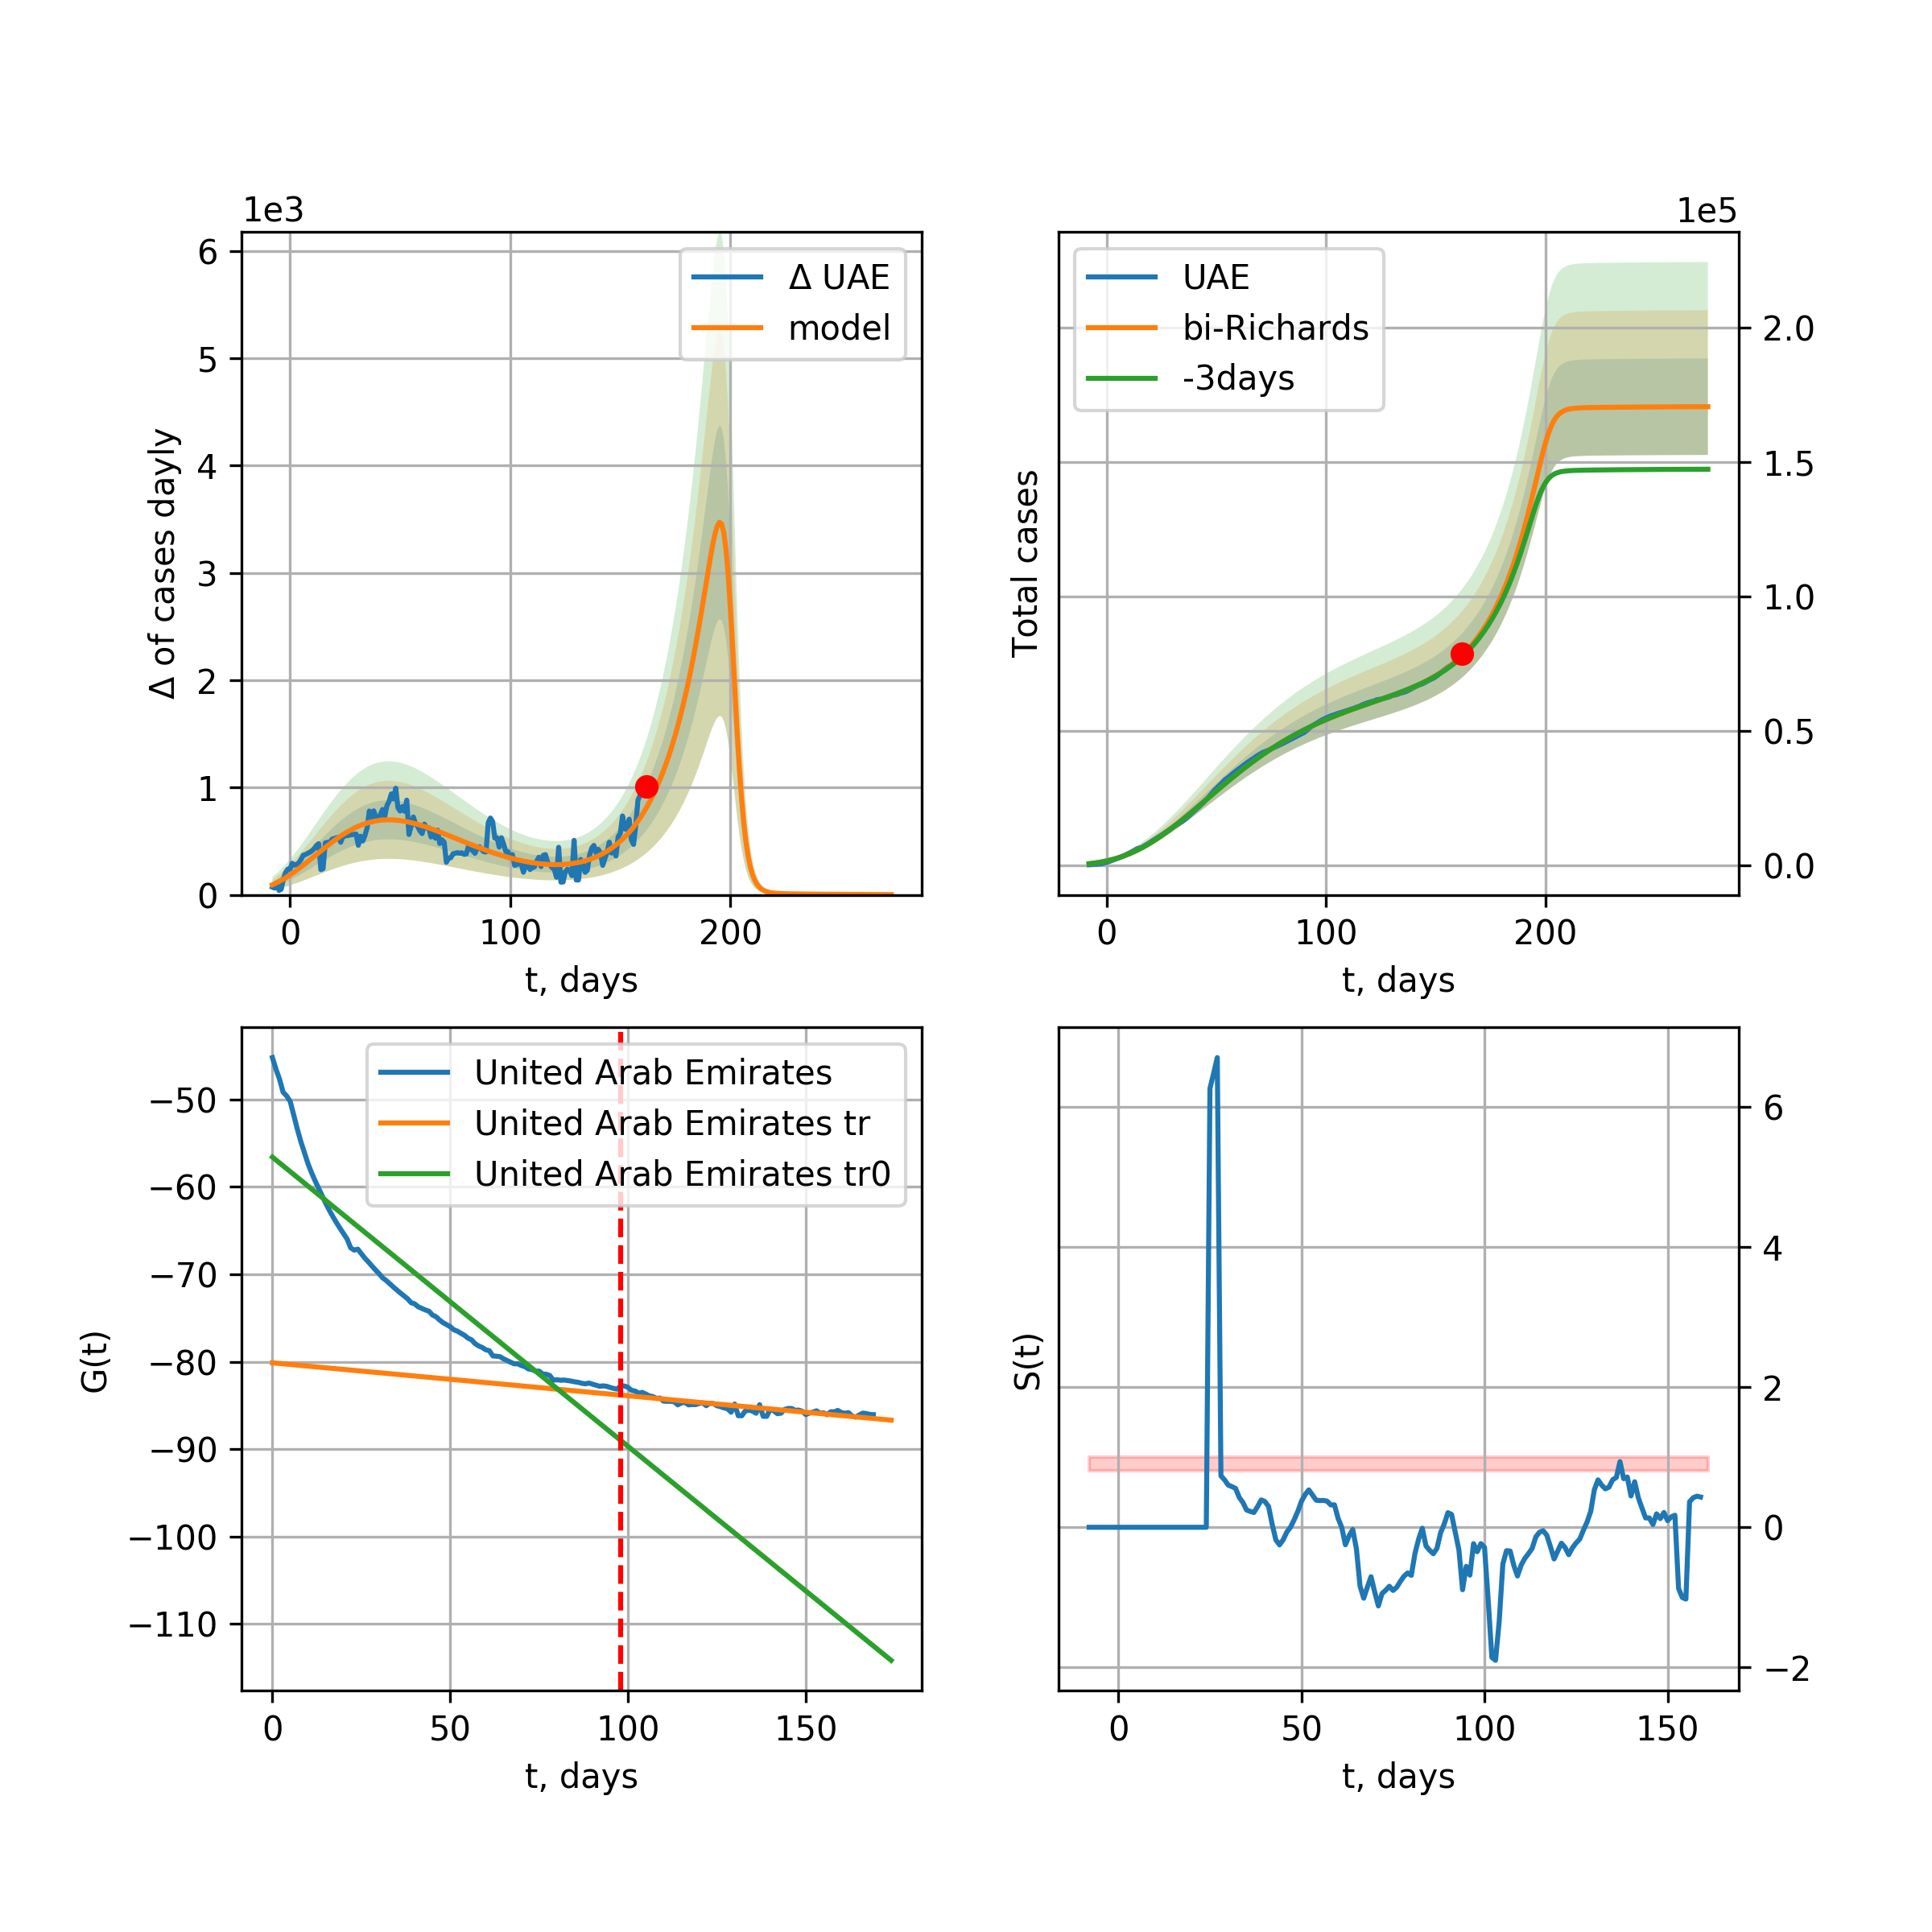 1e3
6
5
4
3
2
1
0
Δ of cases dayly
Δ UAE
model
0 100 200
t, days
1e5
UAE
bi-Richards
-3days
Total cases
2.0
1.5
1.0
0.5
0.0
0 100 200
t, days
−50
−60
−70
−80
−90
−100
−110
G(t)
United Arab Emirates
United Arab Emirates tr
United Arab Emirates tr0
0 50 100 150
t, days
S(t)
6
4
2
0
−2
0 50 100 150
t, days